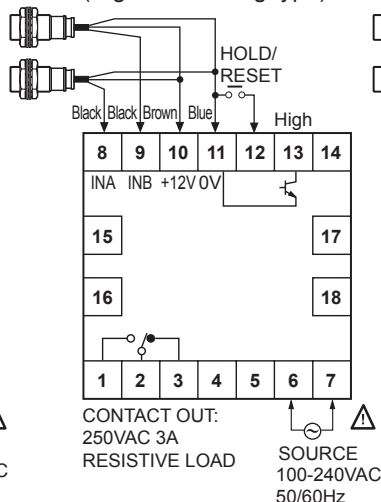 HOLD/
RESET
Black Black Brown Blue
High
8 9 10 11 12 13 14
INA INB +12V 0V
15 17
16 18
1 2 3 4 5 6 7
CONTACT OUT:
250VAC 3A
RESISTIVE LOAD
SOURCE
100-240VAC
50/60Hz